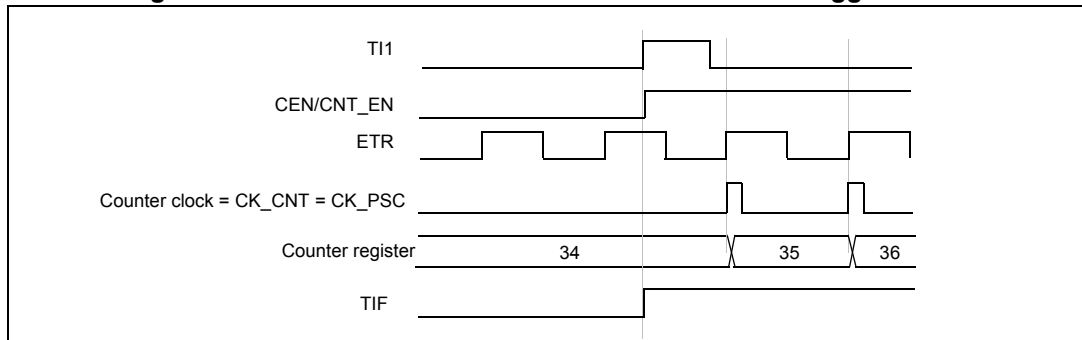 TI1
CEN/CNT_EN
ETR
Counter clock = CK_CNT = CK_PSC
Counter register 34 35 36
TIF